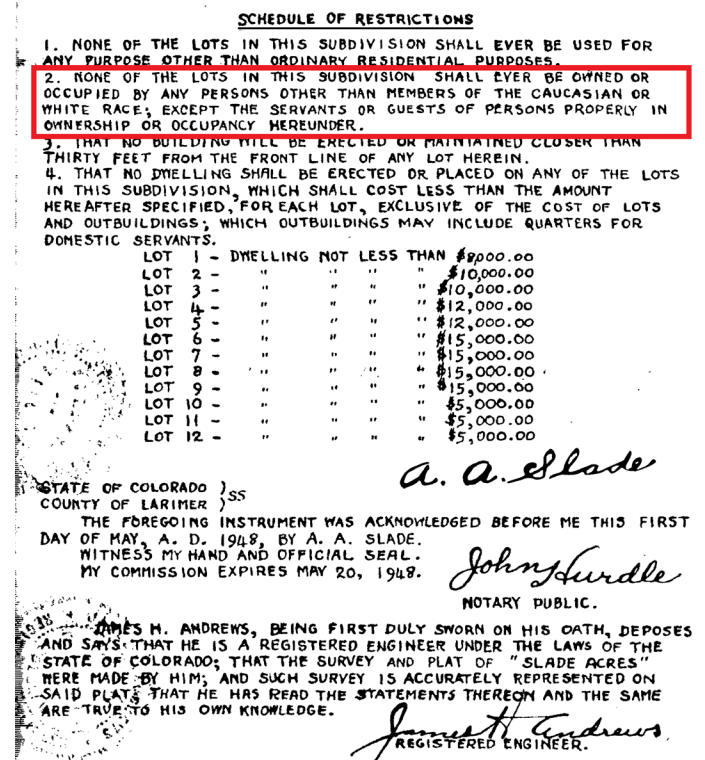 SCHEDULE OF RESTRICTIONS
1. NONE OF THE LOTS IN THIS SUBDIVISION SHALL EVER BE USED FOR
ANY PURPOSE OTHER THAN ORDINARY RESIDENTIAL PURPOSES.
2. NONE OF THE LOTS IN THIS SUBDIVISION SHALL EVER BE OWNED OR
OCCUPIED BY ANY PERSONS OTHER THAN MEMBERS OF THE CAUCASIAN OR
WHITE RACE; EXCEPT THE SERVANTS OR GUESTS OF PERSONS PROPERLY IN
OWNERSHIP OR OCCUPANCY HEREUNDER.
3. THAT NO BUILDING WILL BE ERECTED OR MAINTAINED CLOSER THAN
THIRTY FEET FROM THE FRONT LINE OF ANY LOT HEREIN.
4. THAT NO DWELLING SHALL BE ERECTED OR PLACED ON ANY OF THE LOTS
IN THIS SUBDIVISION, WHICH SHALL COST LESS THAN THE AMOUNT
HEREAFTER SPECIFIED, FOR EACH LOT, EXCLUSIVE OF THE COST OF LOTS
AND OUTBUILDINGS; WHICH OUTBUILDINGS MAY INCLUDE QUARTERS FOR
DOMESTIC SERVANTS.
LOT 1 - DWELLING NOT LESS THAN $8,000.00
LOT 2 - " " " " $10,000.00
LOT 3 - " " " " $10,000.00
LOT 4 - " " " " $12,000.00
LOT 5 - " " " " $12,000.00
LOT 6 - " " " " $15,000.00
LOT 7 - " " " " $15,000.00
LOT 8 - " " " " $15,000.00
LOT 9 - " " " " $15,000.00
LOT 10 - " " " " $5,000.00
LOT 11 - " " " " $5,000.00
LOT 12 - " " " " $5,000.00
A. A. Slade
STATE OF COLORADO )
COUNTY OF LARIMER ) SS
THE FOREGOING INSTRUMENT WAS ACKNOWLEDGED BEFORE ME THIS FIRST
DAY OF MAY, A. D. 1948, BY A. A. SLADE.
WITNESS MY HAND AND OFFICIAL SEAL.
MY COMMISSION EXPIRES MAY 20, 1948.
John Hurdle
NOTARY PUBLIC.
JAMES H. ANDREWS, BEING FIRST DULY SWORN ON HIS OATH, DEPOSES
AND SAYS THAT HE IS A REGISTERED ENGINEER UNDER THE LAWS OF THE
STATE OF COLORADO; THAT THE SURVEY AND PLAT OF "SLADE ACRES"
WERE MADE BY HIM; AND SUCH SURVEY IS ACCURATELY REPRESENTED ON
SAID PLAT; THAT HE HAS READ THE STATEMENTS THEREON AND THE SAME
ARE TRUE TO HIS OWN KNOWLEDGE.
James H Andrews
REGISTERED ENGINEER.